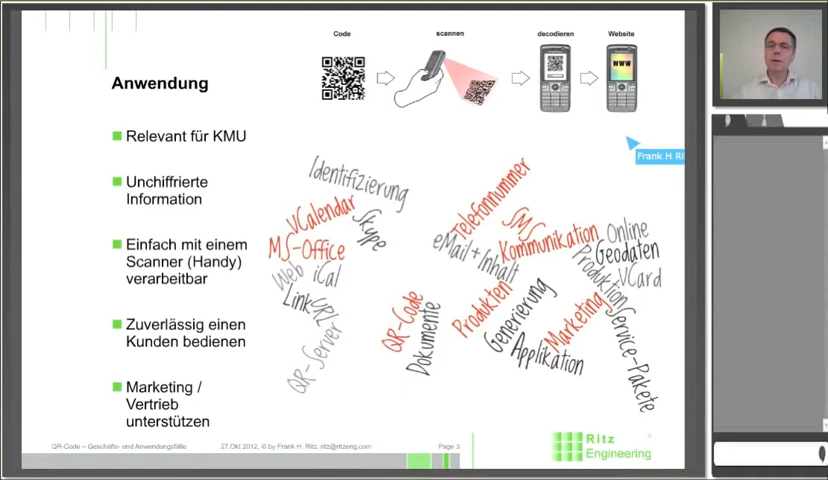 Code
scannen
decodieren
Website
WWW
Anwendung
Relevant für KMU
Unchiffrierte
Information
Einfach mit einem
Scanner (Handy)
verarbeitbar
Zuverlässig einen
Kunden bedienen
Marketing /
Vertrieb
unterstützen
Frank H Ri
Identifizierung
vCalendar
Skype
MS-Office
Web
iCal
Link
URL
QR-Server
Telefonnummer
SMS
eMail+Inhalt
Kommunikation
Online
Geodaten
Produktion
VCard
QR-Code
Dokumente
Produkten
Generierung
Marketing
Applikation
Service-Pakete
QR-Code – Geschäfts- und Anwendungsfälle
27.Okt 2012, © by Frank H. Ritz, ritz@ritzeng.com
Page 3
Ritz
Engineering